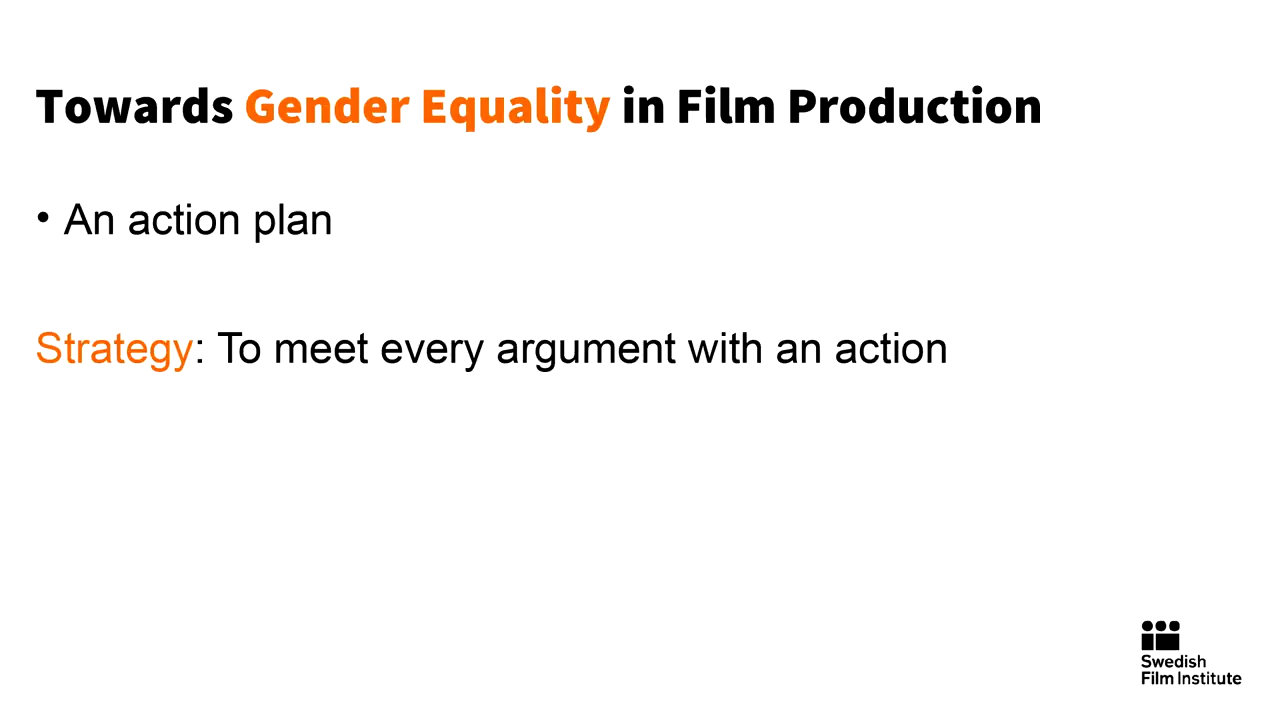 Towards Gender Equality in Film Production
• An action plan
Strategy: To meet every argument with an action
Swedish
Film Institute